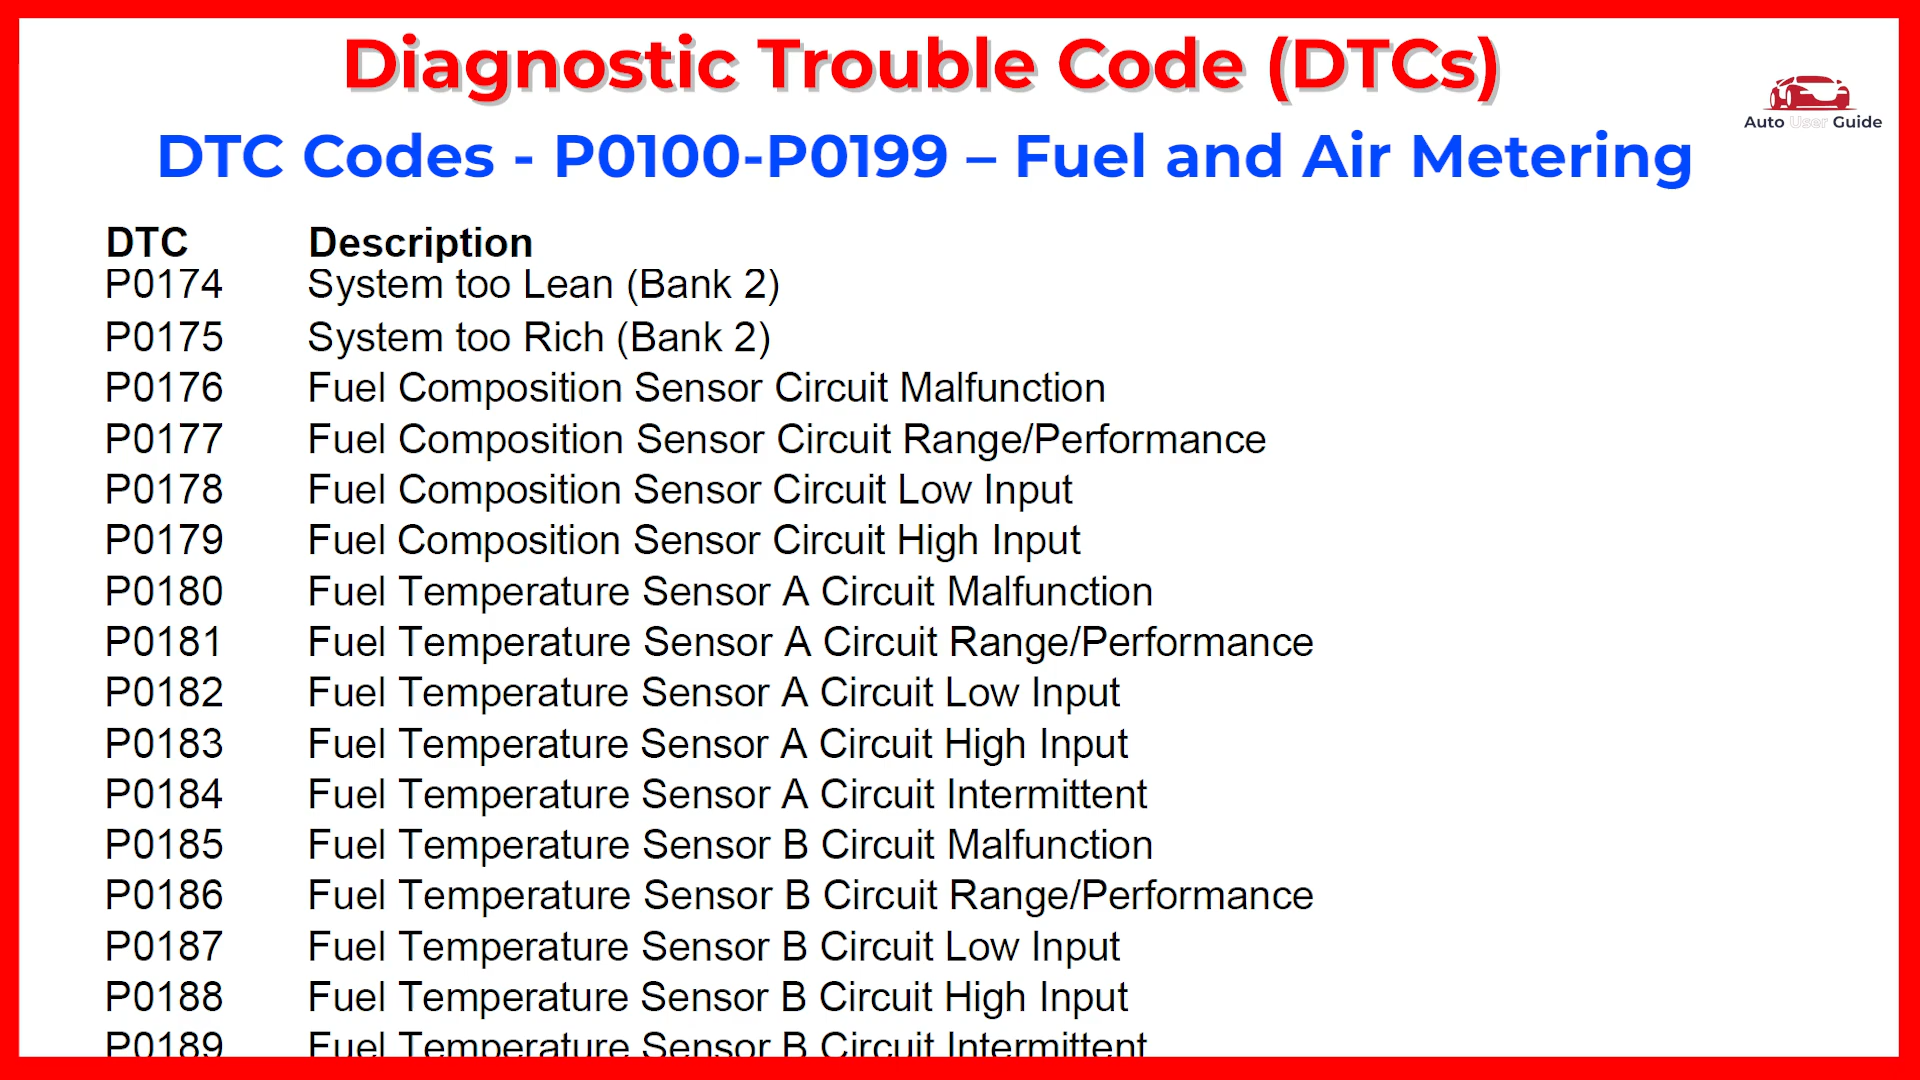 Diagnostic Trouble Code (DTCs)
Auto User Guide
DTC Codes - P0100-P0199 – Fuel and Air Metering
DTC Description
P0174 System too Lean (Bank 2)
P0175 System too Rich (Bank 2)
P0176 Fuel Composition Sensor Circuit Malfunction
P0177 Fuel Composition Sensor Circuit Range/Performance
P0178 Fuel Composition Sensor Circuit Low Input
P0179 Fuel Composition Sensor Circuit High Input
P0180 Fuel Temperature Sensor A Circuit Malfunction
P0181 Fuel Temperature Sensor A Circuit Range/Performance
P0182 Fuel Temperature Sensor A Circuit Low Input
P0183 Fuel Temperature Sensor A Circuit High Input
P0184 Fuel Temperature Sensor A Circuit Intermittent
P0185 Fuel Temperature Sensor B Circuit Malfunction
P0186 Fuel Temperature Sensor B Circuit Range/Performance
P0187 Fuel Temperature Sensor B Circuit Low Input
P0188 Fuel Temperature Sensor B Circuit High Input
P0189 Fuel Temperature Sensor B Circuit Intermittent